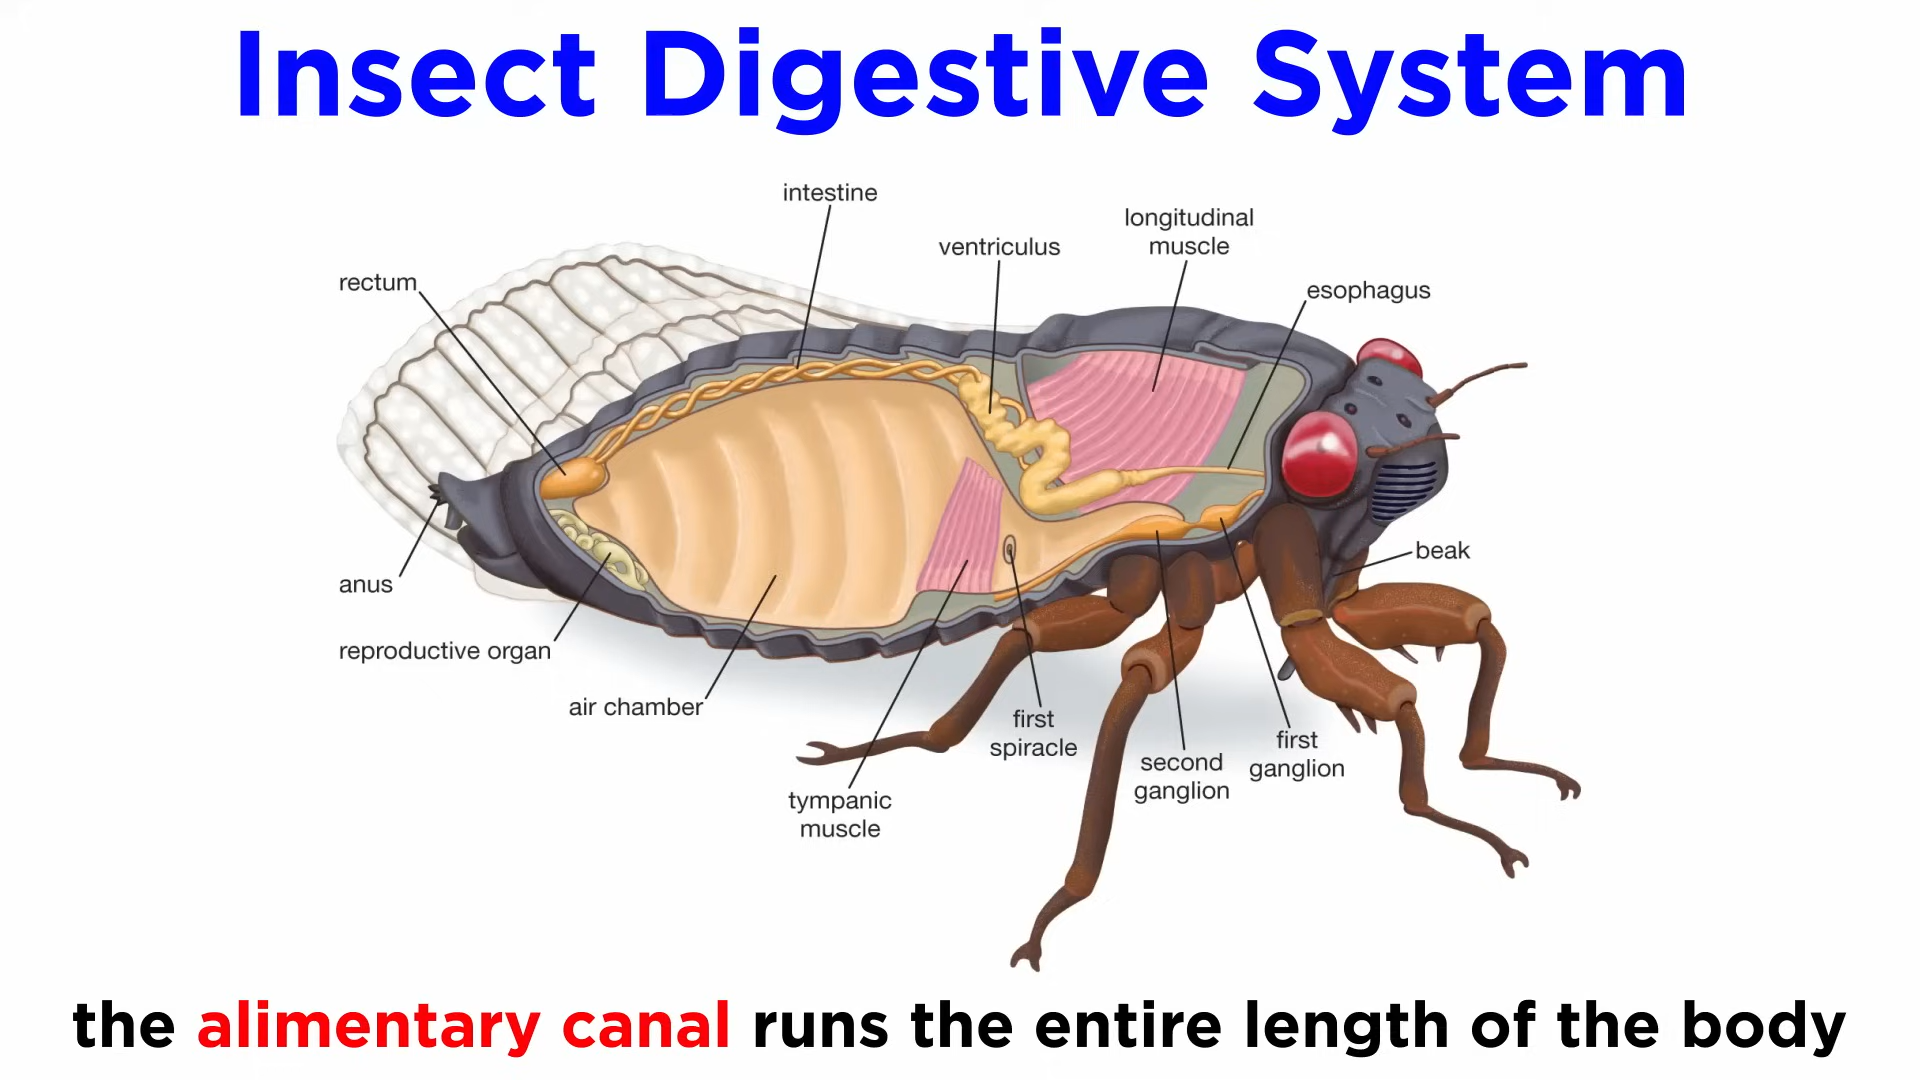 Insect Digestive System
intestine
longitudinal
muscle
ventriculus
rectum
esophagus
beak
anus
reproductive organ
air chamber
first
spiracle
first
ganglion
second
ganglion
tympanic
muscle
the alimentary canal runs the entire length of the body